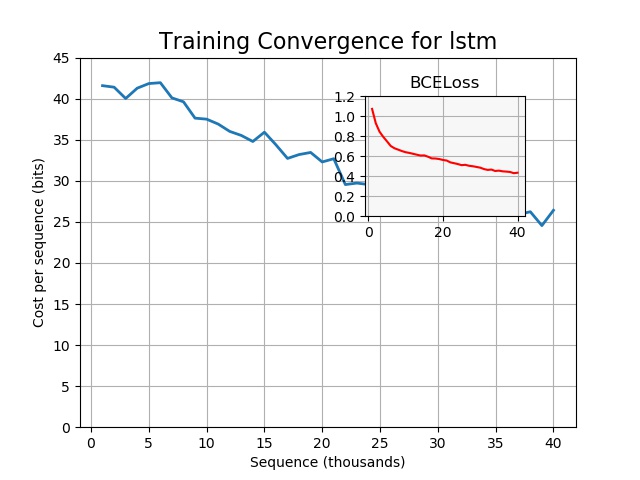 Training Convergence for lstm
BCELoss
1.2
1.0
0.8
0.6
0.4
0.2
0.0
0 20 40
45
40
35
30
25
20
15
10
5
0
Cost per sequence (bits)
0 5 10 15 20 25 30 35 40
Sequence (thousands)